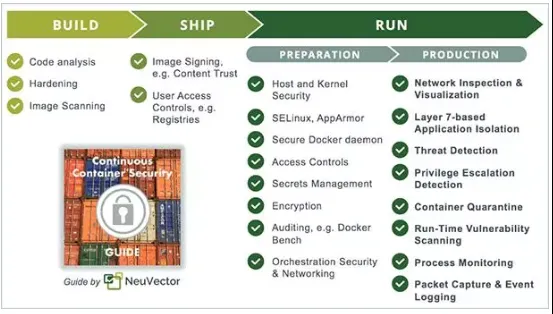 BUILD
SHIP
RUN
Code analysis
Hardening
Image Scanning
Image Signing,
e.g. Content Trust
User Access
Controls, e.g.
Registries
PREPARATION
Host and Kernel
Security
SELinux, AppArmor
Secure Docker daemon
Access Controls
Secrets Management
Encryption
Auditing, e.g. Docker
Bench
Orchestration Security
& Networking
PRODUCTION
Network Inspection &
Visualization
Layer 7-based
Application Isolation
Threat Detection
Privilege Escalation
Detection
Container Quarantine
Run-Time Vulnerability
Scanning
Process Monitoring
Packet Capture & Event
Logging
Continuous
Container Security
GUIDE
Guide by NeuVector